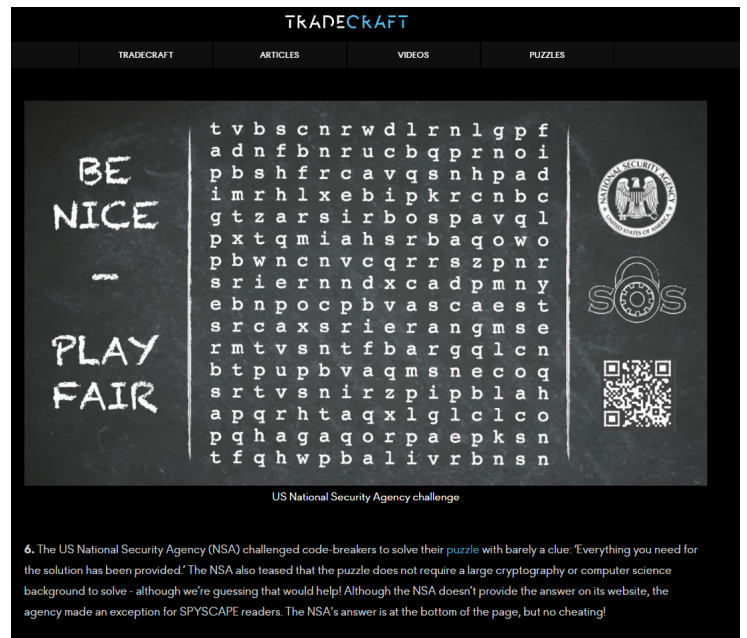 TRADECRAFT
TRADECRAFT ARTICLES VIDEOS PUZZLES
BE
NICE
-
PLAY
FAIR
t v b s c n r w d l r n l g p f
a d n f b n r u c b q p r n o i
p b s h f r c a v q s n h p a d
i m r h l x e b i p k r c n b c
g t z a r s i r b o s p a v q l
p x t q m i a h s r b a q o w o
p b w n c n v c q r r s z p n r
s r i e r n n d x c a d p m n y
e b n p o c p b v a s c a e s t
s r c a x s r i e r a n g m s e
r m t v s n t f b a r g q l c n
b t p u p b v a q m s n e c o q
s r t v s n i r z p i p b l a h
a p q r h t a q x l g l c l c o
p q h a g a q o r p a e p k s n
t f q h w p b a l i v r b n s n
NATIONAL SECURITY AGENCY
UNITED STATES OF AMERICA
SOS
US National Security Agency challenge
6. The US National Security Agency (NSA) challenged code-breakers to solve their puzzle with barely a clue: 'Everything you need for
the solution has been provided.' The NSA also teased that the puzzle does not require a large cryptography or computer science
background to solve - although we're guessing that would help! Although the NSA doesn't provide the answer on its website, the
agency made an exception for SPYSCAPE readers. The NSA's answer is at the bottom of the page, but no cheating!